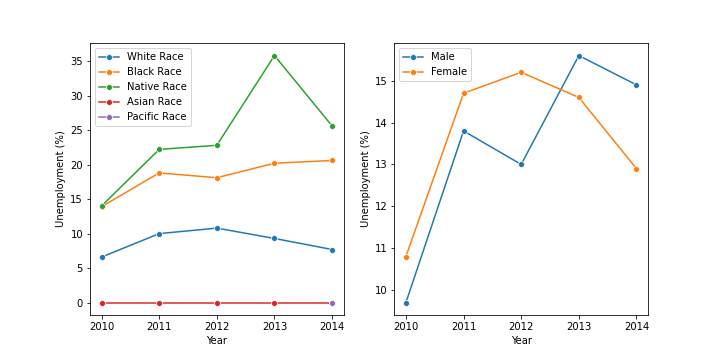 White Race
Black Race
Native Race
Asian Race
Pacific Race
35
30
25
20
15
10
5
0
Unemployment (%)
2010 2011 2012 2013 2014
Year
Male
Female
15
14
13
12
11
10
Unemployment (%)
2010 2011 2012 2013 2014
Year